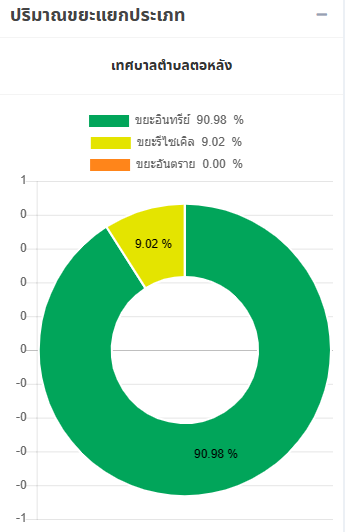 ปริมาณขยะแยกประเภท
เทศบาลตำบลตอหลัง
ขยะอินทรีย์ 90.98 %
ขยะรีไซเคิล 9.02 %
ขยะอันตราย 0.00 %
1
0
0
0
0
0
-0
-0
-0
-0
-1
9.02 %
90.98 %